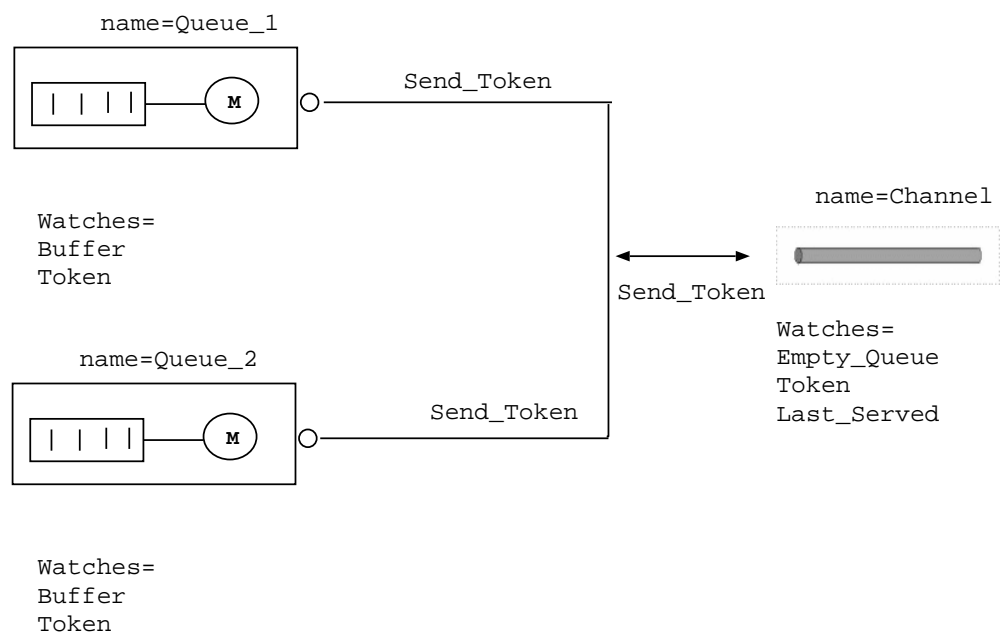 name=Queue_1
M
Send_Token
Watches=
Buffer
Token
name=Channel
Send_Token
Watches=
Empty_Queue
Token
Last_Served
name=Queue_2
M
Send_Token
Watches=
Buffer
Token